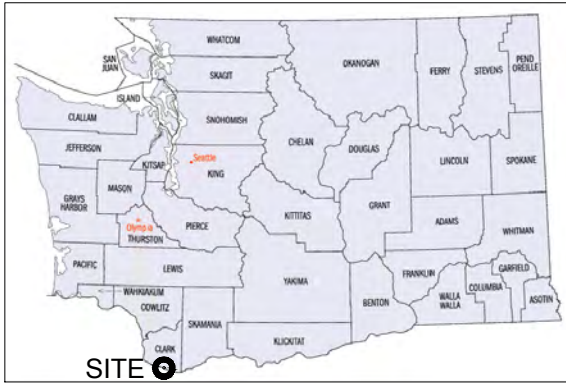 WHATCOM
SAN
JUAN
SKAGIT
ISLAND
SNOHOMISH
CLALLAM
JEFFERSON
KITSAP
Seattle
KING
MASON
GRAYS
HARBOR
Olympia
THURSTON
PIERCE
PACIFIC
LEWIS
WAHKIAKUM
COWLITZ
SKAMANIA
CLARK
OKANOGAN
FERRY
STEVENS
PEND
OREILLE
CHELAN
DOUGLAS
LINCOLN
SPOKANE
KITTITAS
GRANT
ADAMS
WHITMAN
YAKIMA
BENTON
FRANKLIN
WALLA
WALLA
COLUMBIA
GARFIELD
ASOTIN
KLICKITAT
SITE